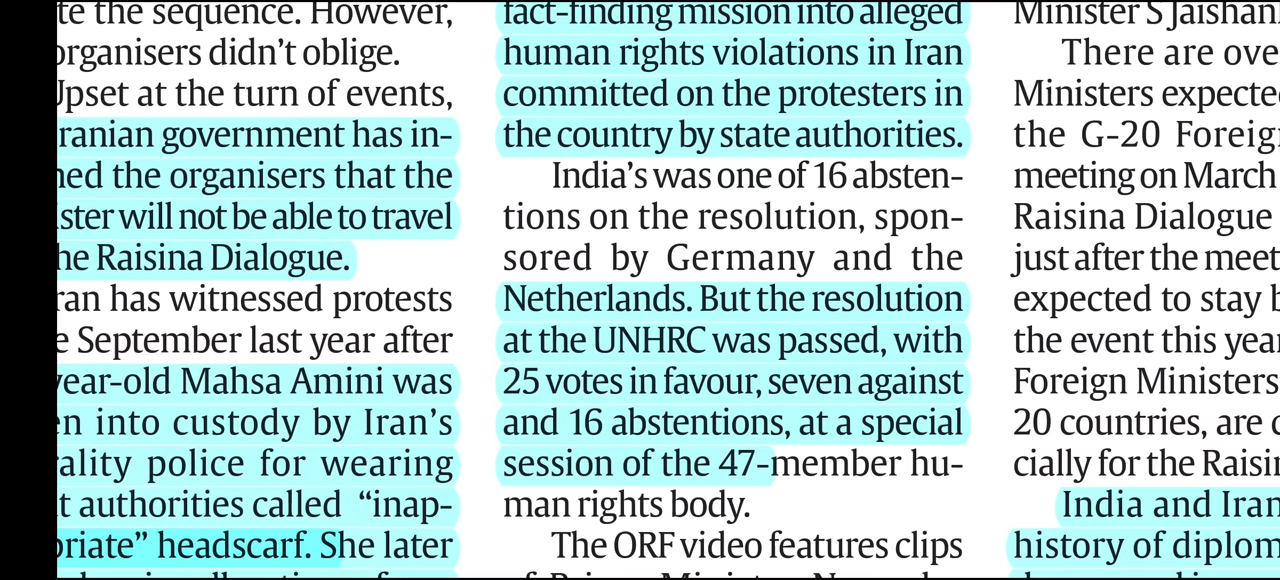 te the sequence. However,
organisers didn't oblige.
Upset at the turn of events,
ranian government has in-
ned the organisers that the
ister will not be able to travel
he Raisina Dialogue.
ran has witnessed protests
e September last year after
year-old Mahsa Amini was
en into custody by Iran's
rality police for wearing
t authorities called “inap-
priate” headscarf. She later
fact-finding mission into alleged
human rights violations in Iran
committed on the protesters in
the country by state authorities.
India's was one of 16 absten-
tions on the resolution, spon-
sored by Germany and the
Netherlands. But the resolution
at the UNHRC was passed, with
25 votes in favour, seven against
and 16 abstentions, at a special
session of the 47-member hu-
man rights body.
The ORF video features clips
Minister S Jaishan
There are ove
Ministers expecte
the G-20 Foreig
meeting on March
Raisina Dialogue
just after the meet
expected to stay b
the event this year
Foreign Ministers
20 countries, are c
cially for the Raisin
India and Iran
history of diplom